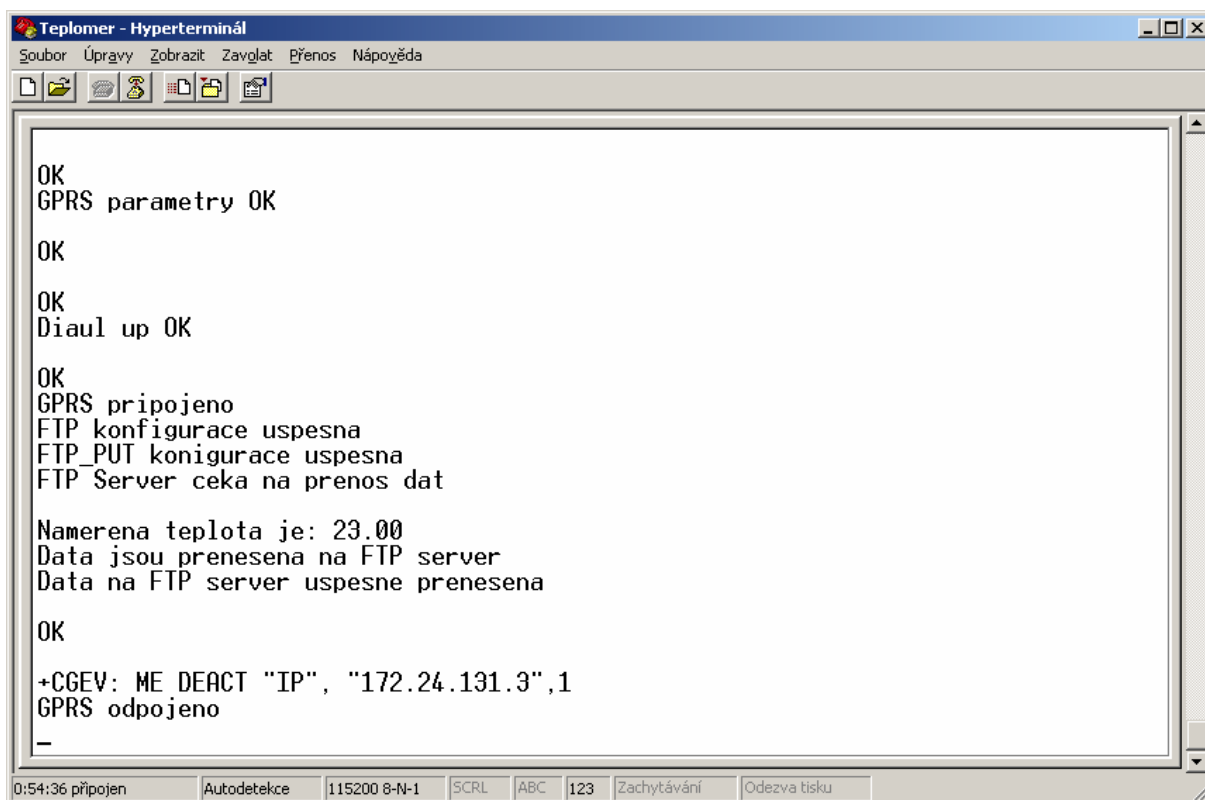 Teplomer - Hyperterminál
Soubor Úpravy Zobrazit Zavolat Přenos Nápověda
OK
GPRS parametry OK
OK
OK
Diaul up OK
OK
GPRS pripojeno
FTP konfigurace uspesna
FTP_PUT konigurace uspesna
FTP Server ceka na prenos dat
Namerena teplota je: 23.00
Data jsou prenesena na FTP server
Data na FTP server uspesne prenesena
OK
+CGEV: ME DEACT "IP", "172.24.131.3",1
GPRS odpojeno
_
0:54:36 připojen Autodetekce 115200 8-N-1 SCRL ABC 123 Zachytávání Odezva tisku